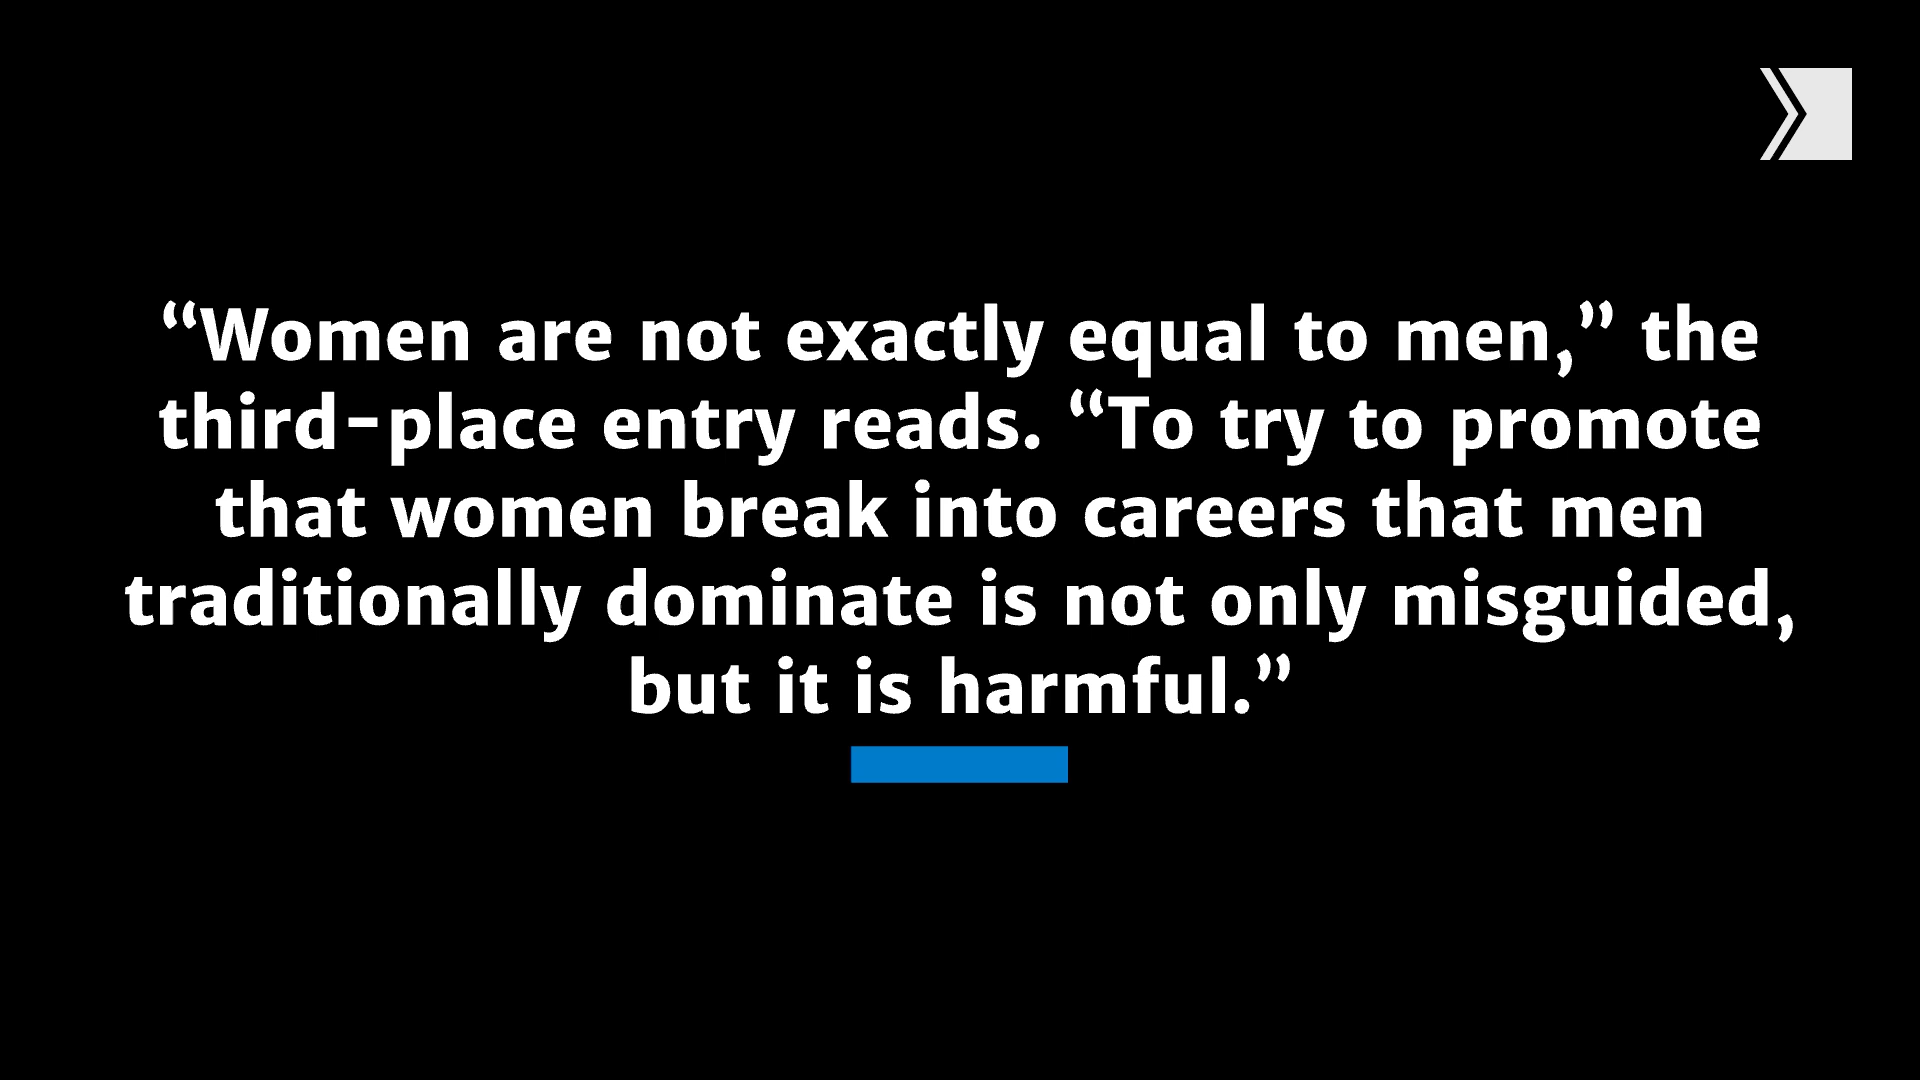 “Women are not exactly equal to men,” the
third-place entry reads. “To try to promote
that women break into careers that men
traditionally dominate is not only misguided,
but it is harmful.”